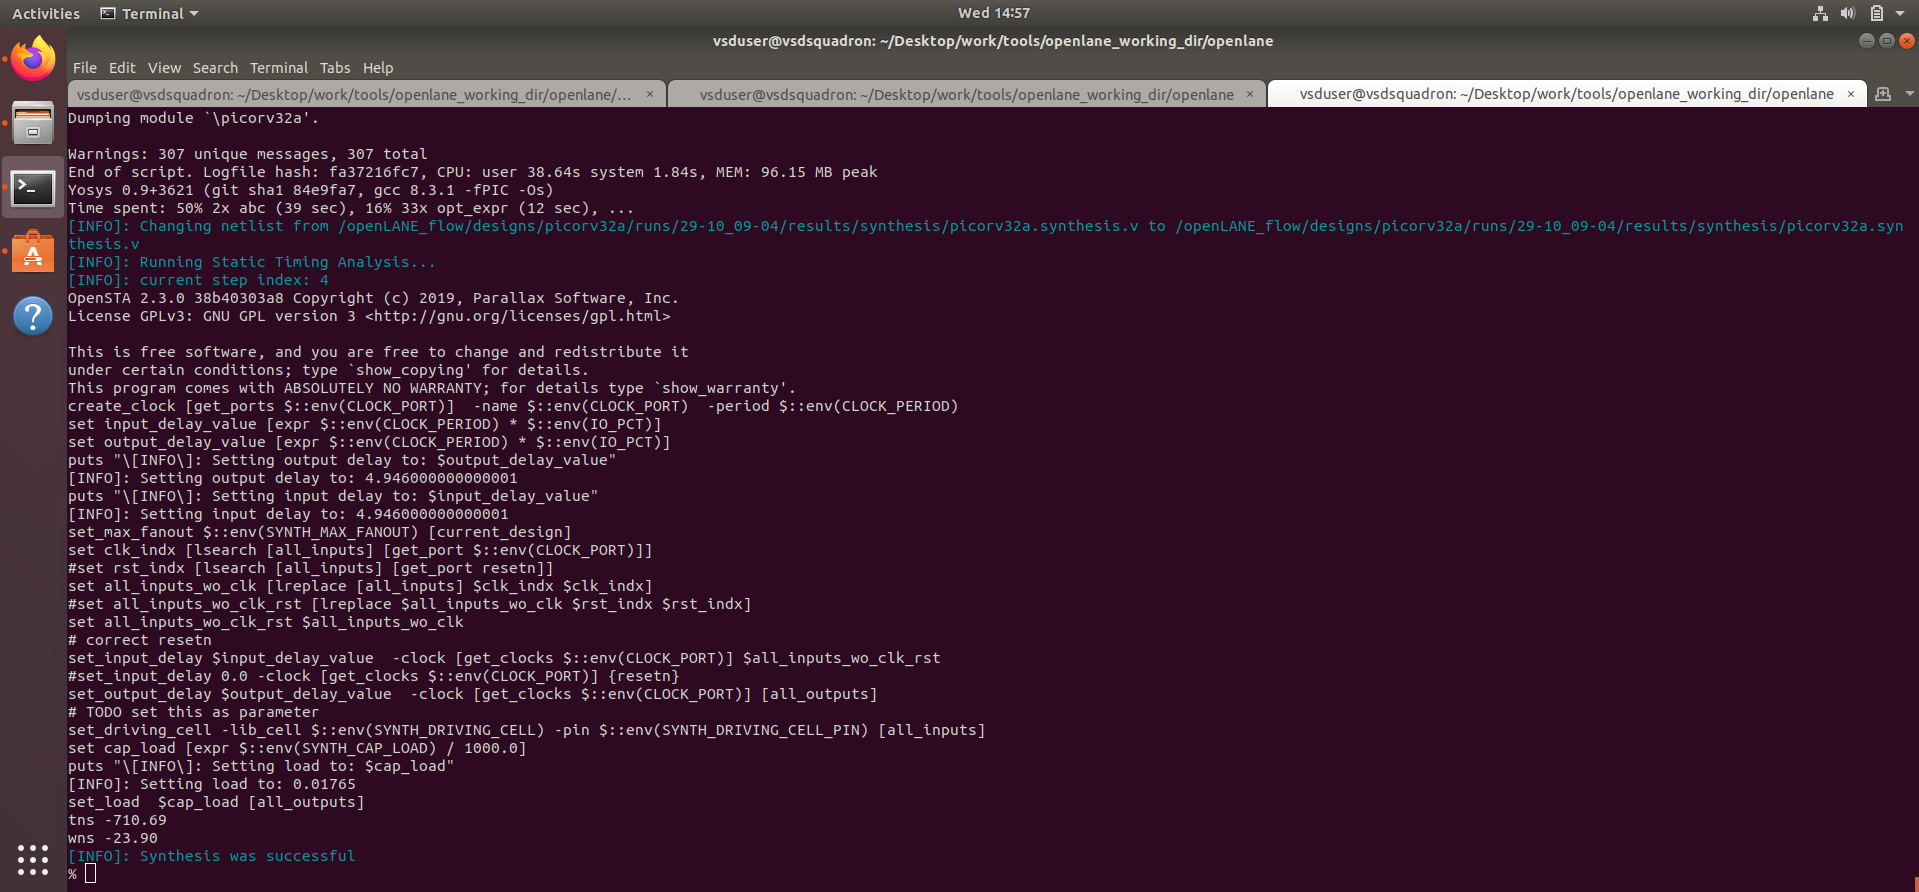 Activities Terminal Wed 14:57
vsduser@vsdsquadron: ~/Desktop/work/tools/openlane_working_dir/openlane
File Edit View Search Terminal Tabs Help
vsduser@vsdsquadron: ~/Desktop/work/tools/openlane_working_dir/openlane/... × vsduser@vsdsquadron: ~/Desktop/work/tools/openlane_working_dir/openlane × vsduser@vsdsquadron: ~/Desktop/work/tools/openlane_working_dir/openlane ×
Dumping module `\picorv32a'.
Warnings: 307 unique messages, 307 total
End of script. Logfile hash: fa37216fc7, CPU: user 38.64s system 1.84s, MEM: 96.15 MB peak
Yosys 0.9+3621 (git sha1 84e9fa7, gcc 8.3.1 -fPIC -Os)
Time spent: 50% 2x abc (39 sec), 16% 33x opt_expr (12 sec), ...
[INFO]: Changing netlist from /openLANE_flow/designs/picorv32a/runs/29-10_09-04/results/synthesis/picorv32a.synthesis.v to /openLANE_flow/designs/picorv32a/runs/29-10_09-04/results/synthesis/picorv32a.syn
thesis.v
[INFO]: Running Static Timing Analysis...
[INFO]: current step index: 4
OpenSTA 2.3.0 38b40303a8 Copyright (c) 2019, Parallax Software, Inc.
License GPLv3: GNU GPL version 3 <http://gnu.org/licenses/gpl.html>
This is free software, and you are free to change and redistribute it
under certain conditions; type `show_copying' for details.
This program comes with ABSOLUTELY NO WARRANTY; for details type `show_warranty'.
create_clock [get_ports $::env(CLOCK_PORT)]  -name $::env(CLOCK_PORT)  -period $::env(CLOCK_PERIOD)
set input_delay_value [expr $::env(CLOCK_PERIOD) * $::env(IO_PCT)]
set output_delay_value [expr $::env(CLOCK_PERIOD) * $::env(IO_PCT)]
puts "\[INFO\]: Setting output delay to: $output_delay_value"
[INFO]: Setting output delay to: 4.946000000000001
puts "\[INFO\]: Setting input delay to: $input_delay_value"
[INFO]: Setting input delay to: 4.946000000000001
set_max_fanout $::env(SYNTH_MAX_FANOUT) [current_design]
set clk_indx [lsearch [all_inputs] [get_port $::env(CLOCK_PORT)]]
#set rst_indx [lsearch [all_inputs] [get_port resetn]]
set all_inputs_wo_clk [lreplace [all_inputs] $clk_indx $clk_indx]
#set all_inputs_wo_clk_rst [lreplace $all_inputs_wo_clk $rst_indx $rst_indx]
set all_inputs_wo_clk_rst $all_inputs_wo_clk
# correct resetn
set_input_delay $input_delay_value  -clock [get_clocks $::env(CLOCK_PORT)] $all_inputs_wo_clk_rst
#set_input_delay 0.0 -clock [get_clocks $::env(CLOCK_PORT)] {resetn}
set_output_delay $output_delay_value  -clock [get_clocks $::env(CLOCK_PORT)] [all_outputs]
# TODO set this as parameter
set_driving_cell -lib_cell $::env(SYNTH_DRIVING_CELL) -pin $::env(SYNTH_DRIVING_CELL_PIN) [all_inputs]
set cap_load [expr $::env(SYNTH_CAP_LOAD) / 1000.0]
puts "\[INFO\]: Setting load to: $cap_load"
[INFO]: Setting load to: 0.01765
set_load  $cap_load [all_outputs]
tns -710.69
wns -23.90
[INFO]: Synthesis was successful
%